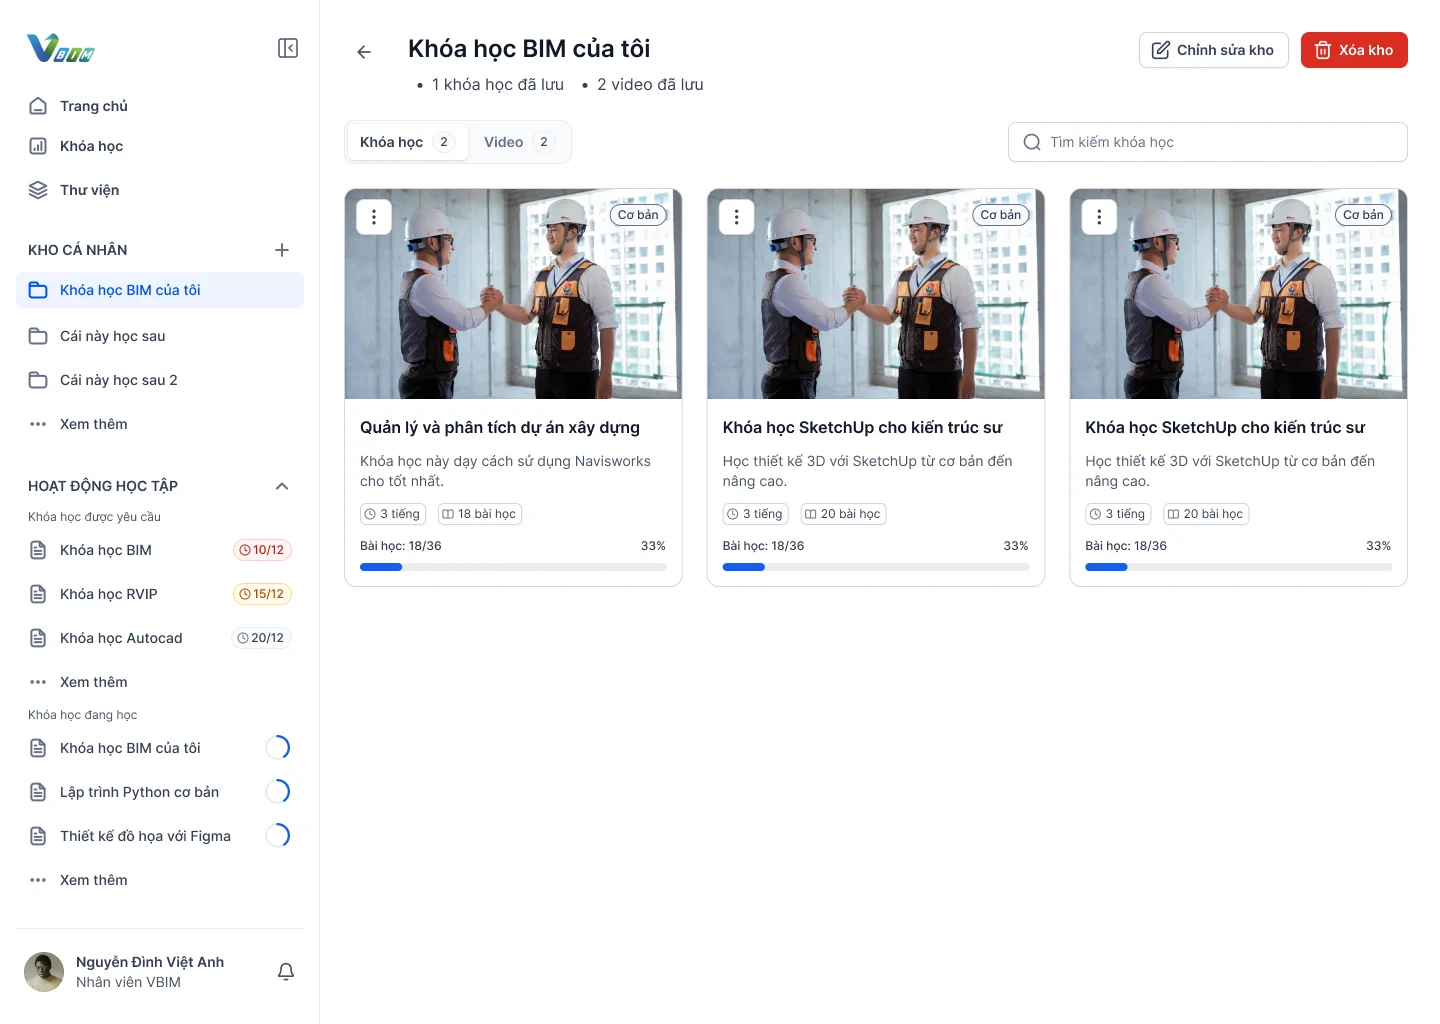 VBIM
Trang chủ
Khóa học
Thư viện
KHO CÁ NHÂN
Khóa học BIM của tôi
Cái này học sau
Cái này học sau 2
Xem thêm
HOẠT ĐỘNG HỌC TẬP
Khóa học được yêu cầu
Khóa học BIM 10/12
Khóa học RVIP 15/12
Khóa học Autocad 20/12
Xem thêm
Khóa học đang học
Khóa học BIM của tôi
Lập trình Python cơ bản
Thiết kế đồ họa với Figma
Xem thêm
Nguyễn Đình Việt Anh
Nhân viên VBIM
Khóa học BIM của tôi
• 1 khóa học đã lưu • 2 video đã lưu
Chỉnh sửa kho
Xóa kho
Khóa học 2 Video 2
Tìm kiếm khóa học
Cơ bản
Quản lý và phân tích dự án xây dựng
Khóa học này dạy cách sử dụng Navisworks
cho tốt nhất.
3 tiếng 18 bài học
Bài học: 18/36 33%
Cơ bản
Khóa học SketchUp cho kiến trúc sư
Học thiết kế 3D với SketchUp từ cơ bản đến
nâng cao.
3 tiếng 20 bài học
Bài học: 18/36 33%
Cơ bản
Khóa học SketchUp cho kiến trúc sư
Học thiết kế 3D với SketchUp từ cơ bản đến
nâng cao.
3 tiếng 20 bài học
Bài học: 18/36 33%